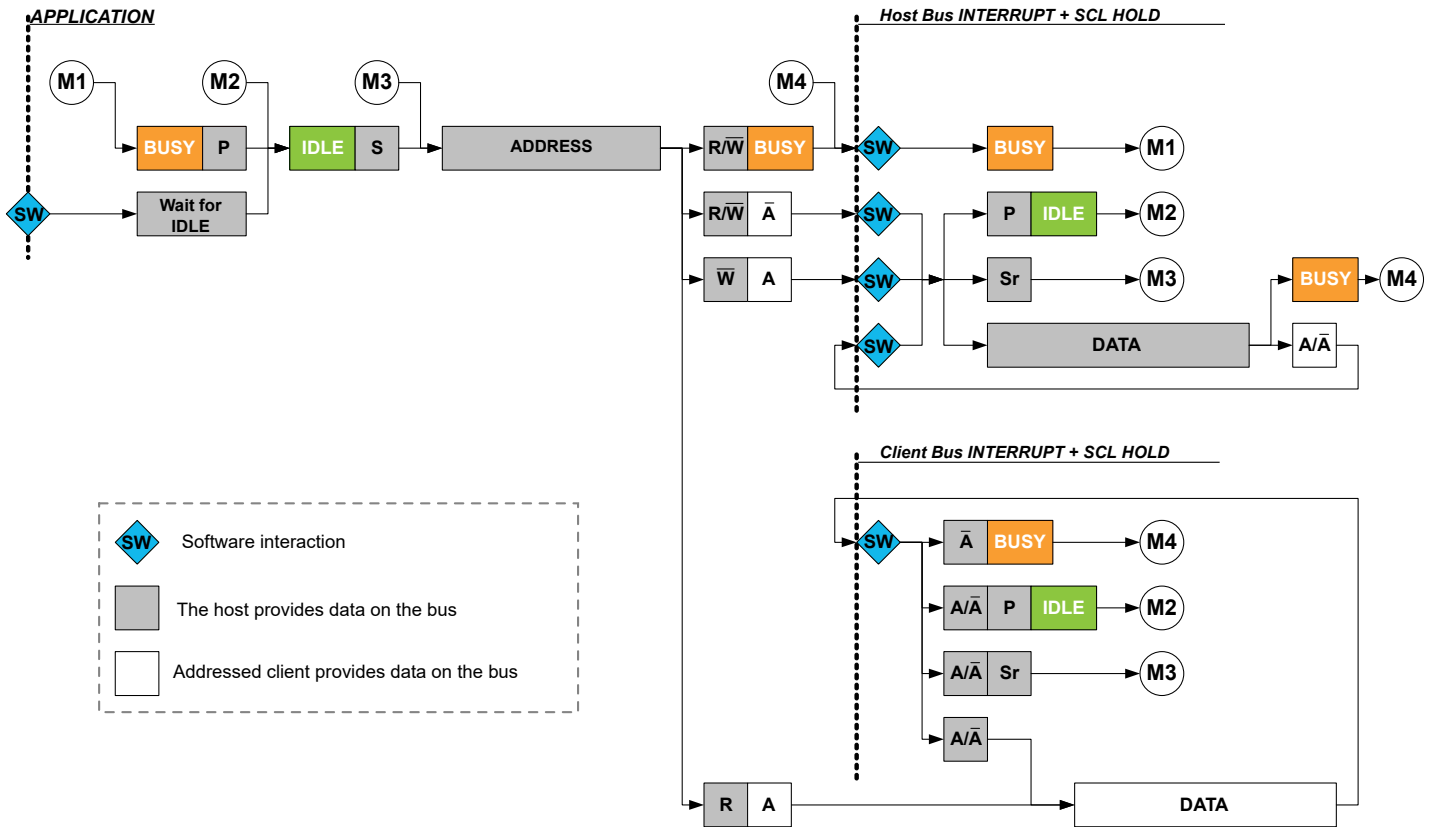 APPLICATION
Host Bus INTERRUPT + SCL HOLD
M1
M2
M3
M4
BUSY P
IDLE S
ADDRESS
R/W̅ BUSY
SW
BUSY
M1
SW
Wait for
IDLE
R/W̅ A̅
SW
P IDLE
M2
W̅ A
SW
Sr
M3
BUSY
M4
SW
DATA
A/A̅
Client Bus INTERRUPT + SCL HOLD
SW
A̅ BUSY
M4
A/A̅ P IDLE
M2
A/A̅ Sr
M3
A/A̅
R A
DATA
SW Software interaction
The host provides data on the bus
Addressed client provides data on the bus